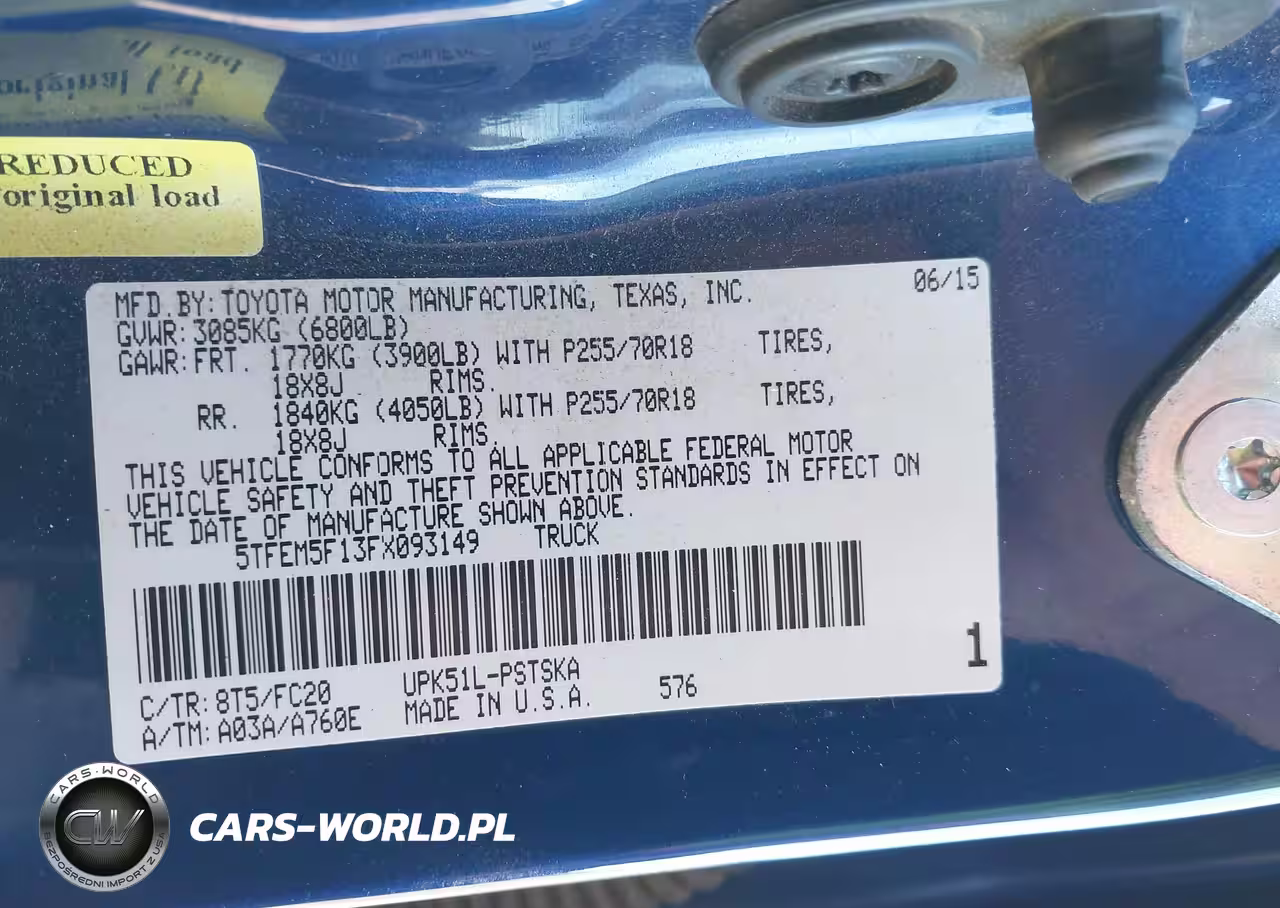 REDUCED
original load
MFD.BY: TOYOTA MOTOR MANUFACTURING, TEXAS, INC. 06/15
GVWR: 3085KG (6800LB)
GAWR: FRT. 1770KG (3900LB) WITH P255/70R18 TIRES,
18X8J RIMS.
RR. 1840KG (4050LB) WITH P255/70R18 TIRES,
18X8J RIMS.
THIS VEHICLE CONFORMS TO ALL APPLICABLE FEDERAL MOTOR
VEHICLE SAFETY AND THEFT PREVENTION STANDARDS IN EFFECT ON
THE DATE OF MANUFACTURE SHOWN ABOVE.
5TFEM5F13FX093149 TRUCK
1
C/TR: 8T5/FC20 UPK51L-PSTSKA 576
A/TM: A03A/A760E MADE IN U.S.A.
CARS-WORLD
CW
BEZPOŚREDNI IMPORT Z USA
CARS-WORLD.PL